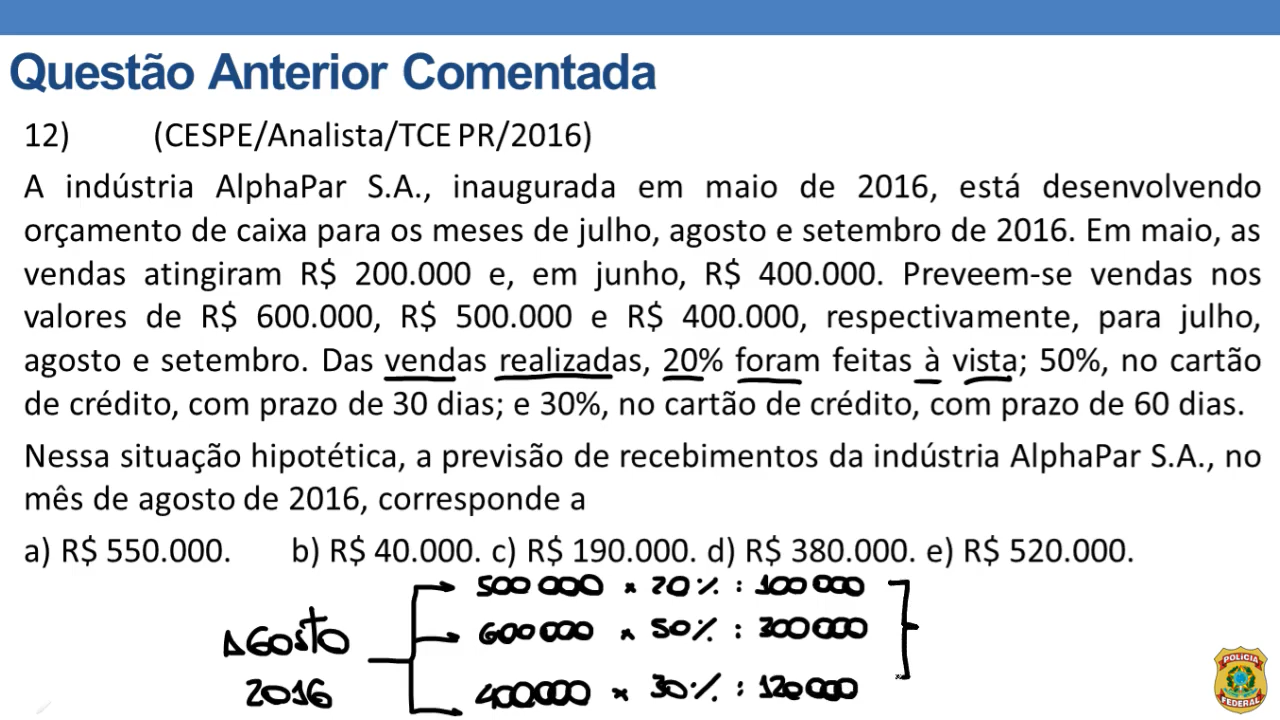 Questão Anterior Comentada
12) (CESPE/Analista/TCE PR/2016)
A indústria AlphaPar S.A., inaugurada em maio de 2016, está desenvolvendo
orçamento de caixa para os meses de julho, agosto e setembro de 2016. Em maio, as
vendas atingiram R$ 200.000 e, em junho, R$ 400.000. Preveem-se vendas nos
valores de R$ 600.000, R$ 500.000 e R$ 400.000, respectivamente, para julho,
agosto e setembro. Das vendas realizadas, 20% foram feitas à vista; 50%, no cartão
de crédito, com prazo de 30 dias; e 30%, no cartão de crédito, com prazo de 60 dias.
Nessa situação hipotética, a previsão de recebimentos da indústria AlphaPar S.A., no
mês de agosto de 2016, corresponde a
a) R$ 550.000. b) R$ 40.000. c) R$ 190.000. d) R$ 380.000. e) R$ 520.000.
500 000 x 20% : 100 000
AGOSTO
600 000 x 50% : 300 000
2016
400000 x 30% : 120 000
POLÍCIA
FEDERAL